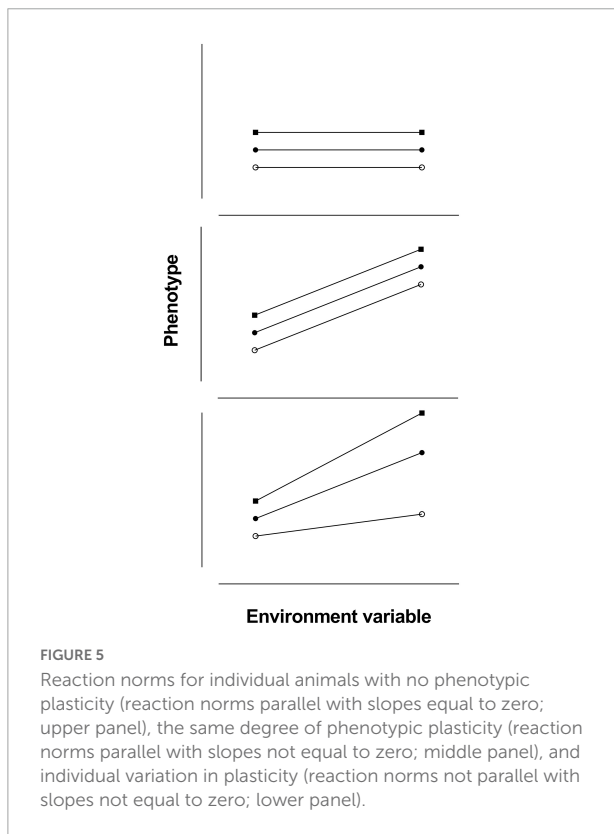 Phenotype
Environment variable
FIGURE 5
Reaction norms for individual animals with no phenotypic
plasticity (reaction norms parallel with slopes equal to zero;
upper panel), the same degree of phenotypic plasticity (reaction
norms parallel with slopes not equal to zero; middle panel), and
individual variation in plasticity (reaction norms not parallel with
slopes not equal to zero; lower panel).